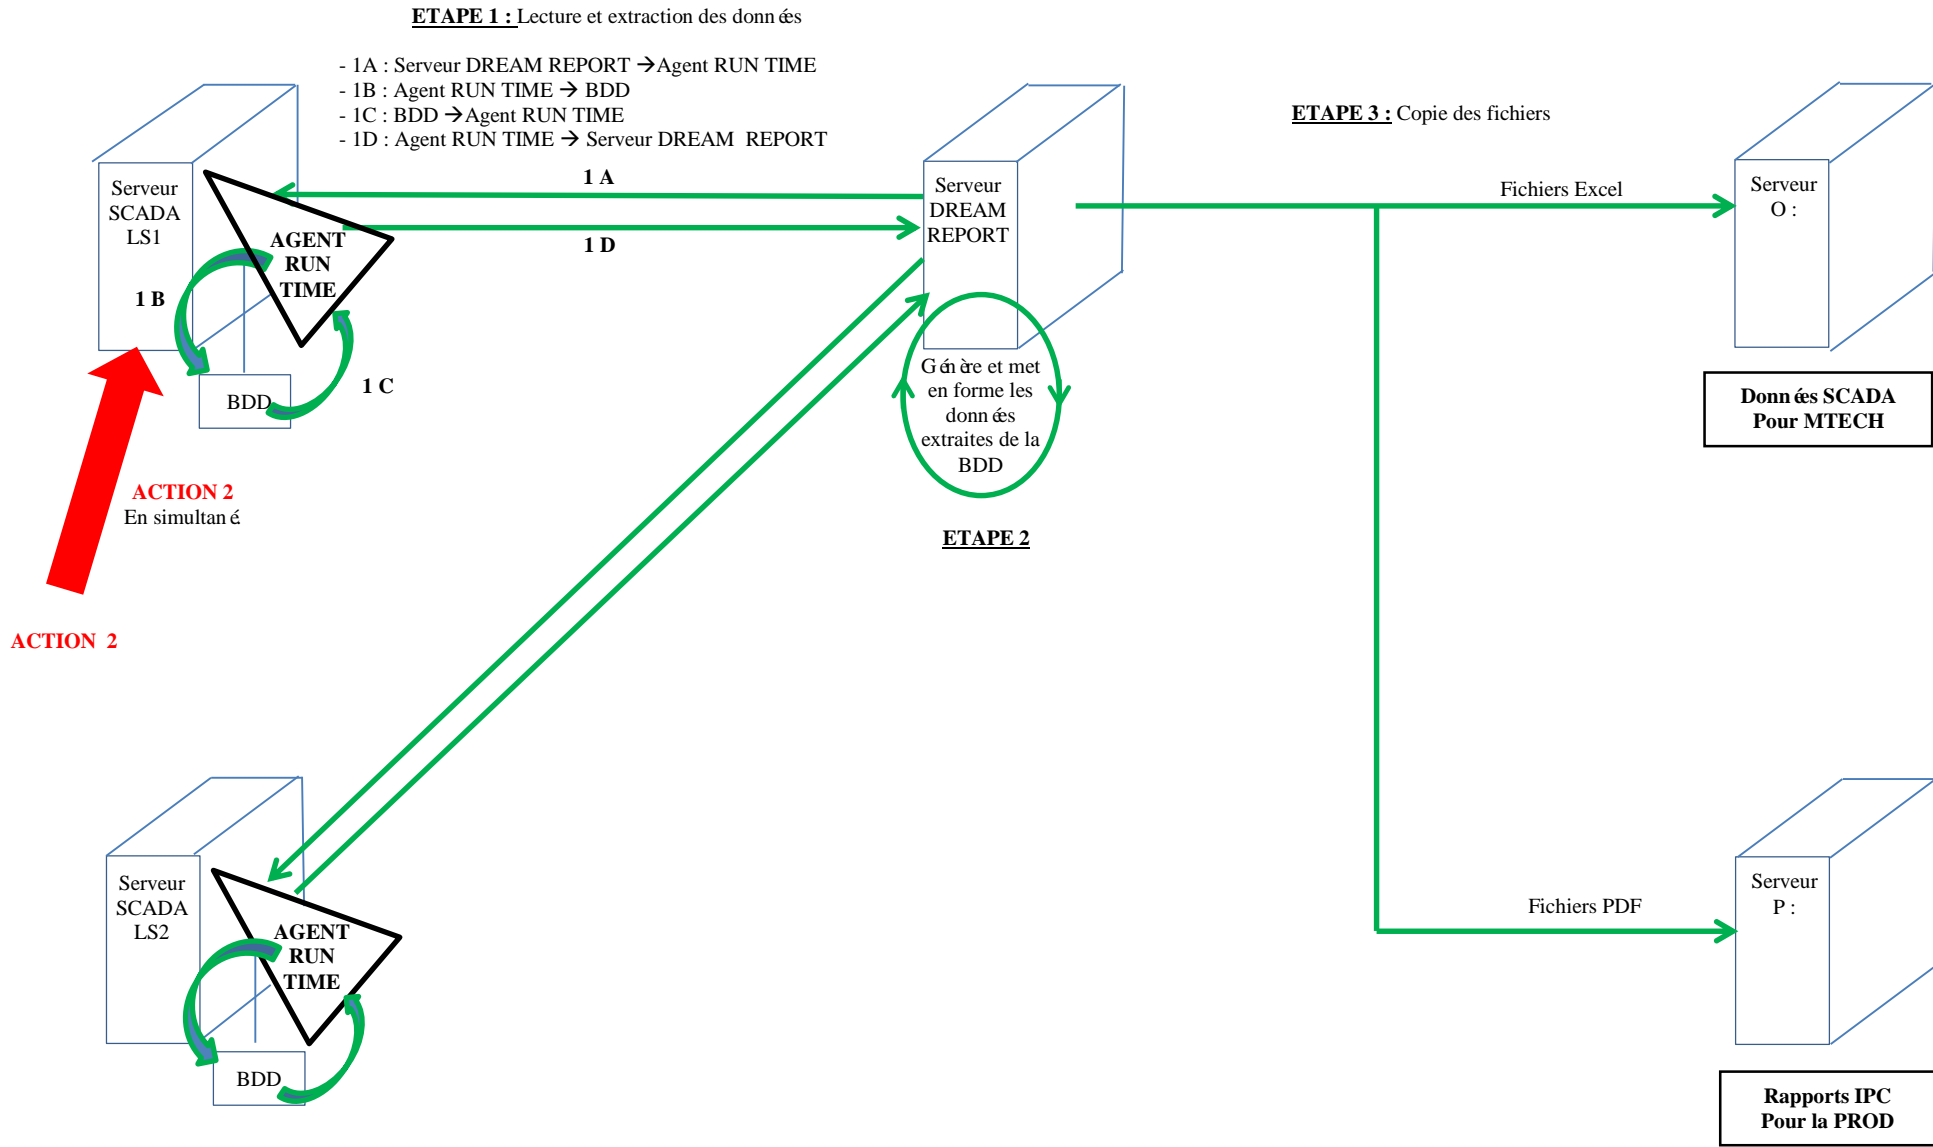 ETAPE 1 : Lecture et extraction des données
- 1A : Serveur DREAM REPORT → Agent RUN TIME
- 1B : Agent RUN TIME → BDD
- 1C : BDD → Agent RUN TIME
- 1D : Agent RUN TIME → Serveur DREAM REPORT
ETAPE 3 : Copie des fichiers
Serveur
SCADA
LS1
AGENT
RUN
TIME
1 A
1 D
1 B
1 C
BDD
Serveur
DREAM
REPORT
Génère et met
en forme les
données
extraites de la
BDD
ETAPE 2
Fichiers Excel
Serveur
O :
Données SCADA
Pour MTECH
ACTION 2
En simultané
ACTION 2
Serveur
SCADA
LS2
AGENT
RUN
TIME
BDD
Fichiers PDF
Serveur
P :
Rapports IPC
Pour la PROD